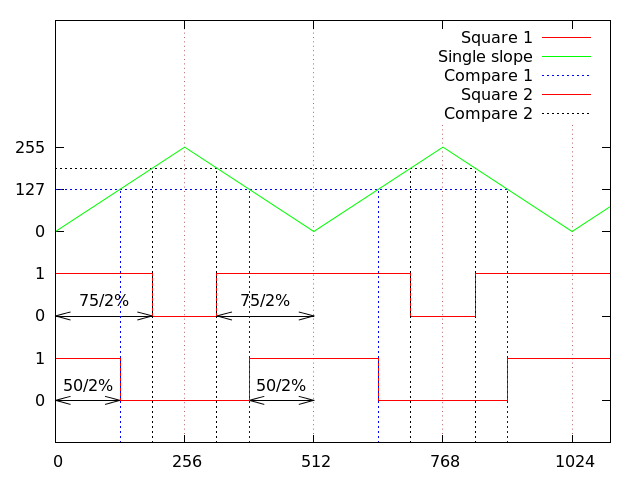 Square 1
Single slope
Compare 1
Square 2
Compare 2
255
127
0
1
75/2% 75/2%
0
1
50/2% 50/2%
0
0 256 512 768 1024